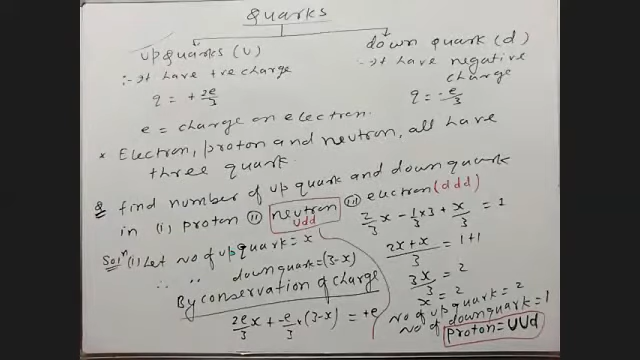 Quarks
up quarks (u)
:→ It have +ve charge
q = + 2e/3
down quark (d)
→ It have negative
charge
q = -e/3
e = charge on electron.
* Electron, proton and neutron, all have
three quark.
Q find number of up quark and down quark
in (i) proton (ii) neutron (iii) electron (ddd)
udd
Solⁿ (i) Let no of up quark = x
∴ ∴ down quark = (3-x)
By conservation of charge
2e/3 x + -e/3 × (3-x) = +e
2/3 x - 1/3 × 3 + x/3 = 1
2x+x/3 = 1+1
3x/3 = 2
x = 2
no of up quark = 2
no of down quark = 1
proton = UUd